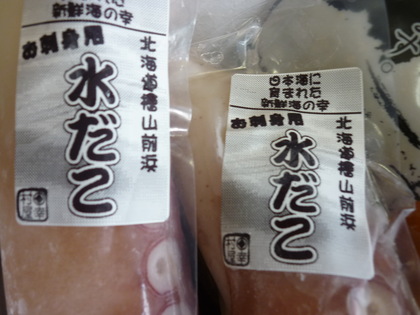 新鮮海の幸
お刺身用
水だこ
北海道檜山前浜
日本海に
育まれた
新鮮海の幸
お刺身用
水だこ
北海道檜山前浜